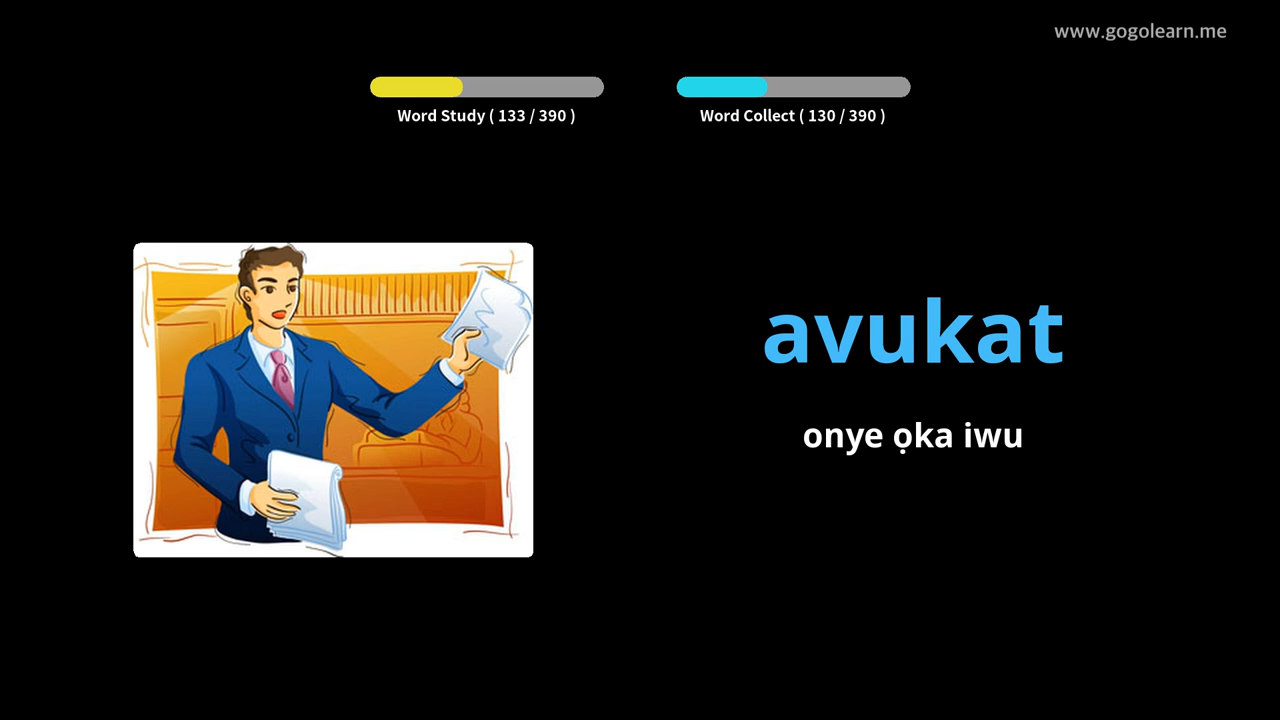 www.gogolearn.me
Word Study ( 133 / 390 )
Word Collect ( 130 / 390 )
avukat
onye ọka iwu